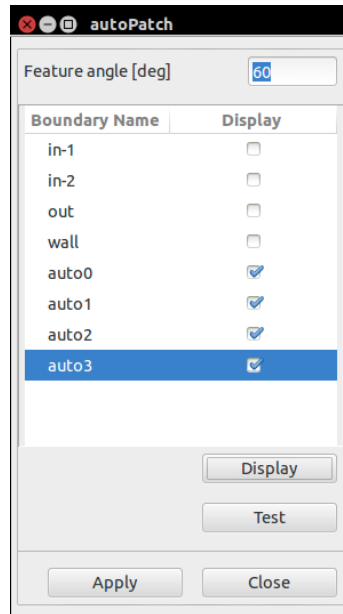 autoPatch
Feature angle [deg] 60
Boundary Name Display
in-1
in-2
out
wall
auto0
auto1
auto2
auto3
Display
Test
Apply Close